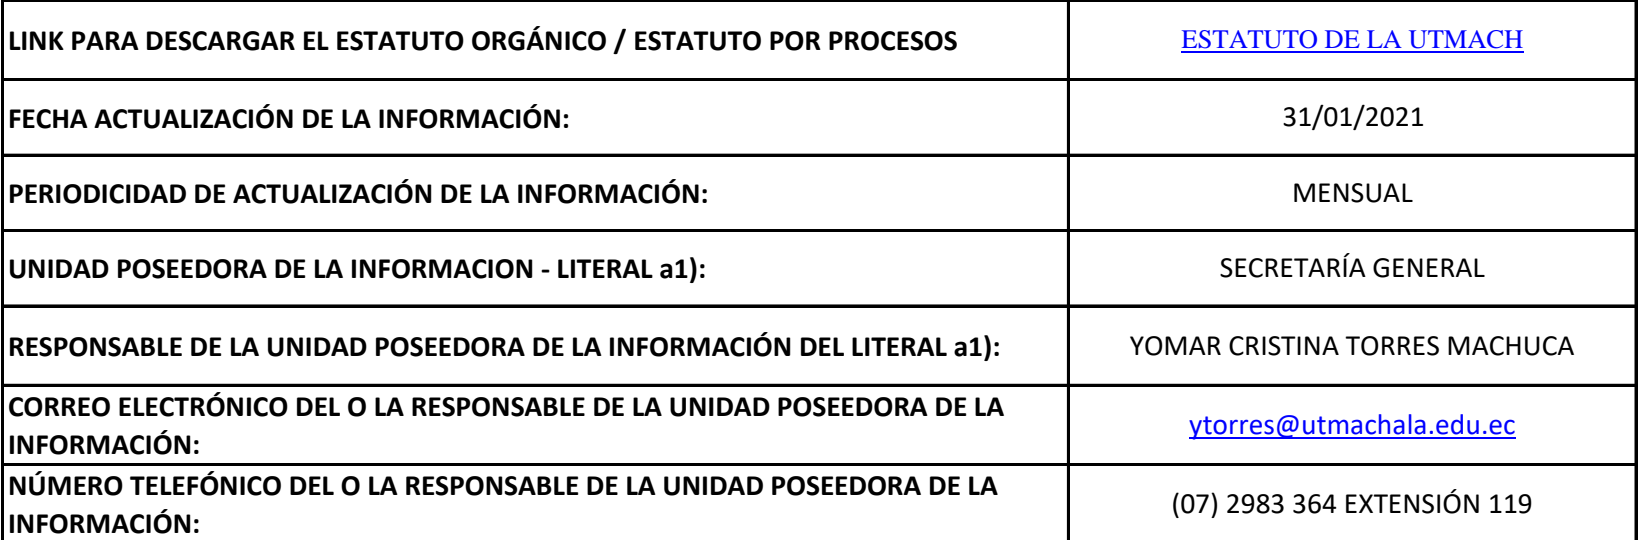 LINK PARA DESCARGAR EL ESTATUTO ORGÁNICO / ESTATUTO POR PROCESOS
ESTATUTO DE LA UTMACH
FECHA ACTUALIZACIÓN DE LA INFORMACIÓN:
31/01/2021
PERIODICIDAD DE ACTUALIZACIÓN DE LA INFORMACIÓN:
MENSUAL
UNIDAD POSEEDORA DE LA INFORMACION - LITERAL a1):
SECRETARÍA GENERAL
RESPONSABLE DE LA UNIDAD POSEEDORA DE LA INFORMACIÓN DEL LITERAL a1):
YOMAR CRISTINA TORRES MACHUCA
CORREO ELECTRÓNICO DEL O LA RESPONSABLE DE LA UNIDAD POSEEDORA DE LA
INFORMACIÓN:
ytorres@utmachala.edu.ec
NÚMERO TELEFÓNICO DEL O LA RESPONSABLE DE LA UNIDAD POSEEDORA DE LA
INFORMACIÓN:
(07) 2983 364 EXTENSIÓN 119